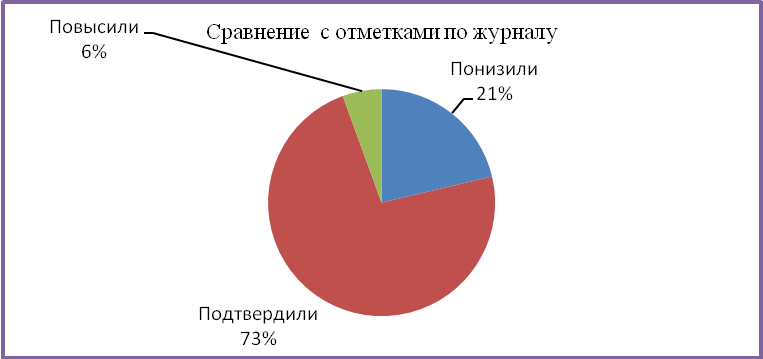 Сравнение  с отметками по журналу
Повысили
6%
Понизили
21%
Подтвердили
73%